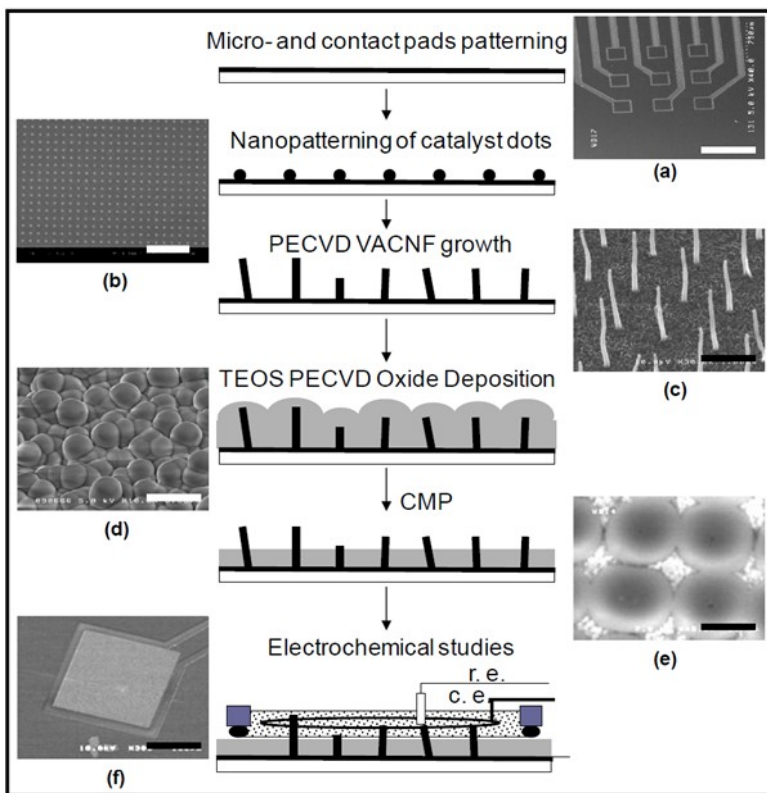 Micro- and contact pads patterning
(a)
Nanopatterning of catalyst dots
(b)
PECVD VACNF growth
(c)
TEOS PECVD Oxide Deposition
(d)
CMP
(e)
Electrochemical studies
r. e.
c. e.
(f)